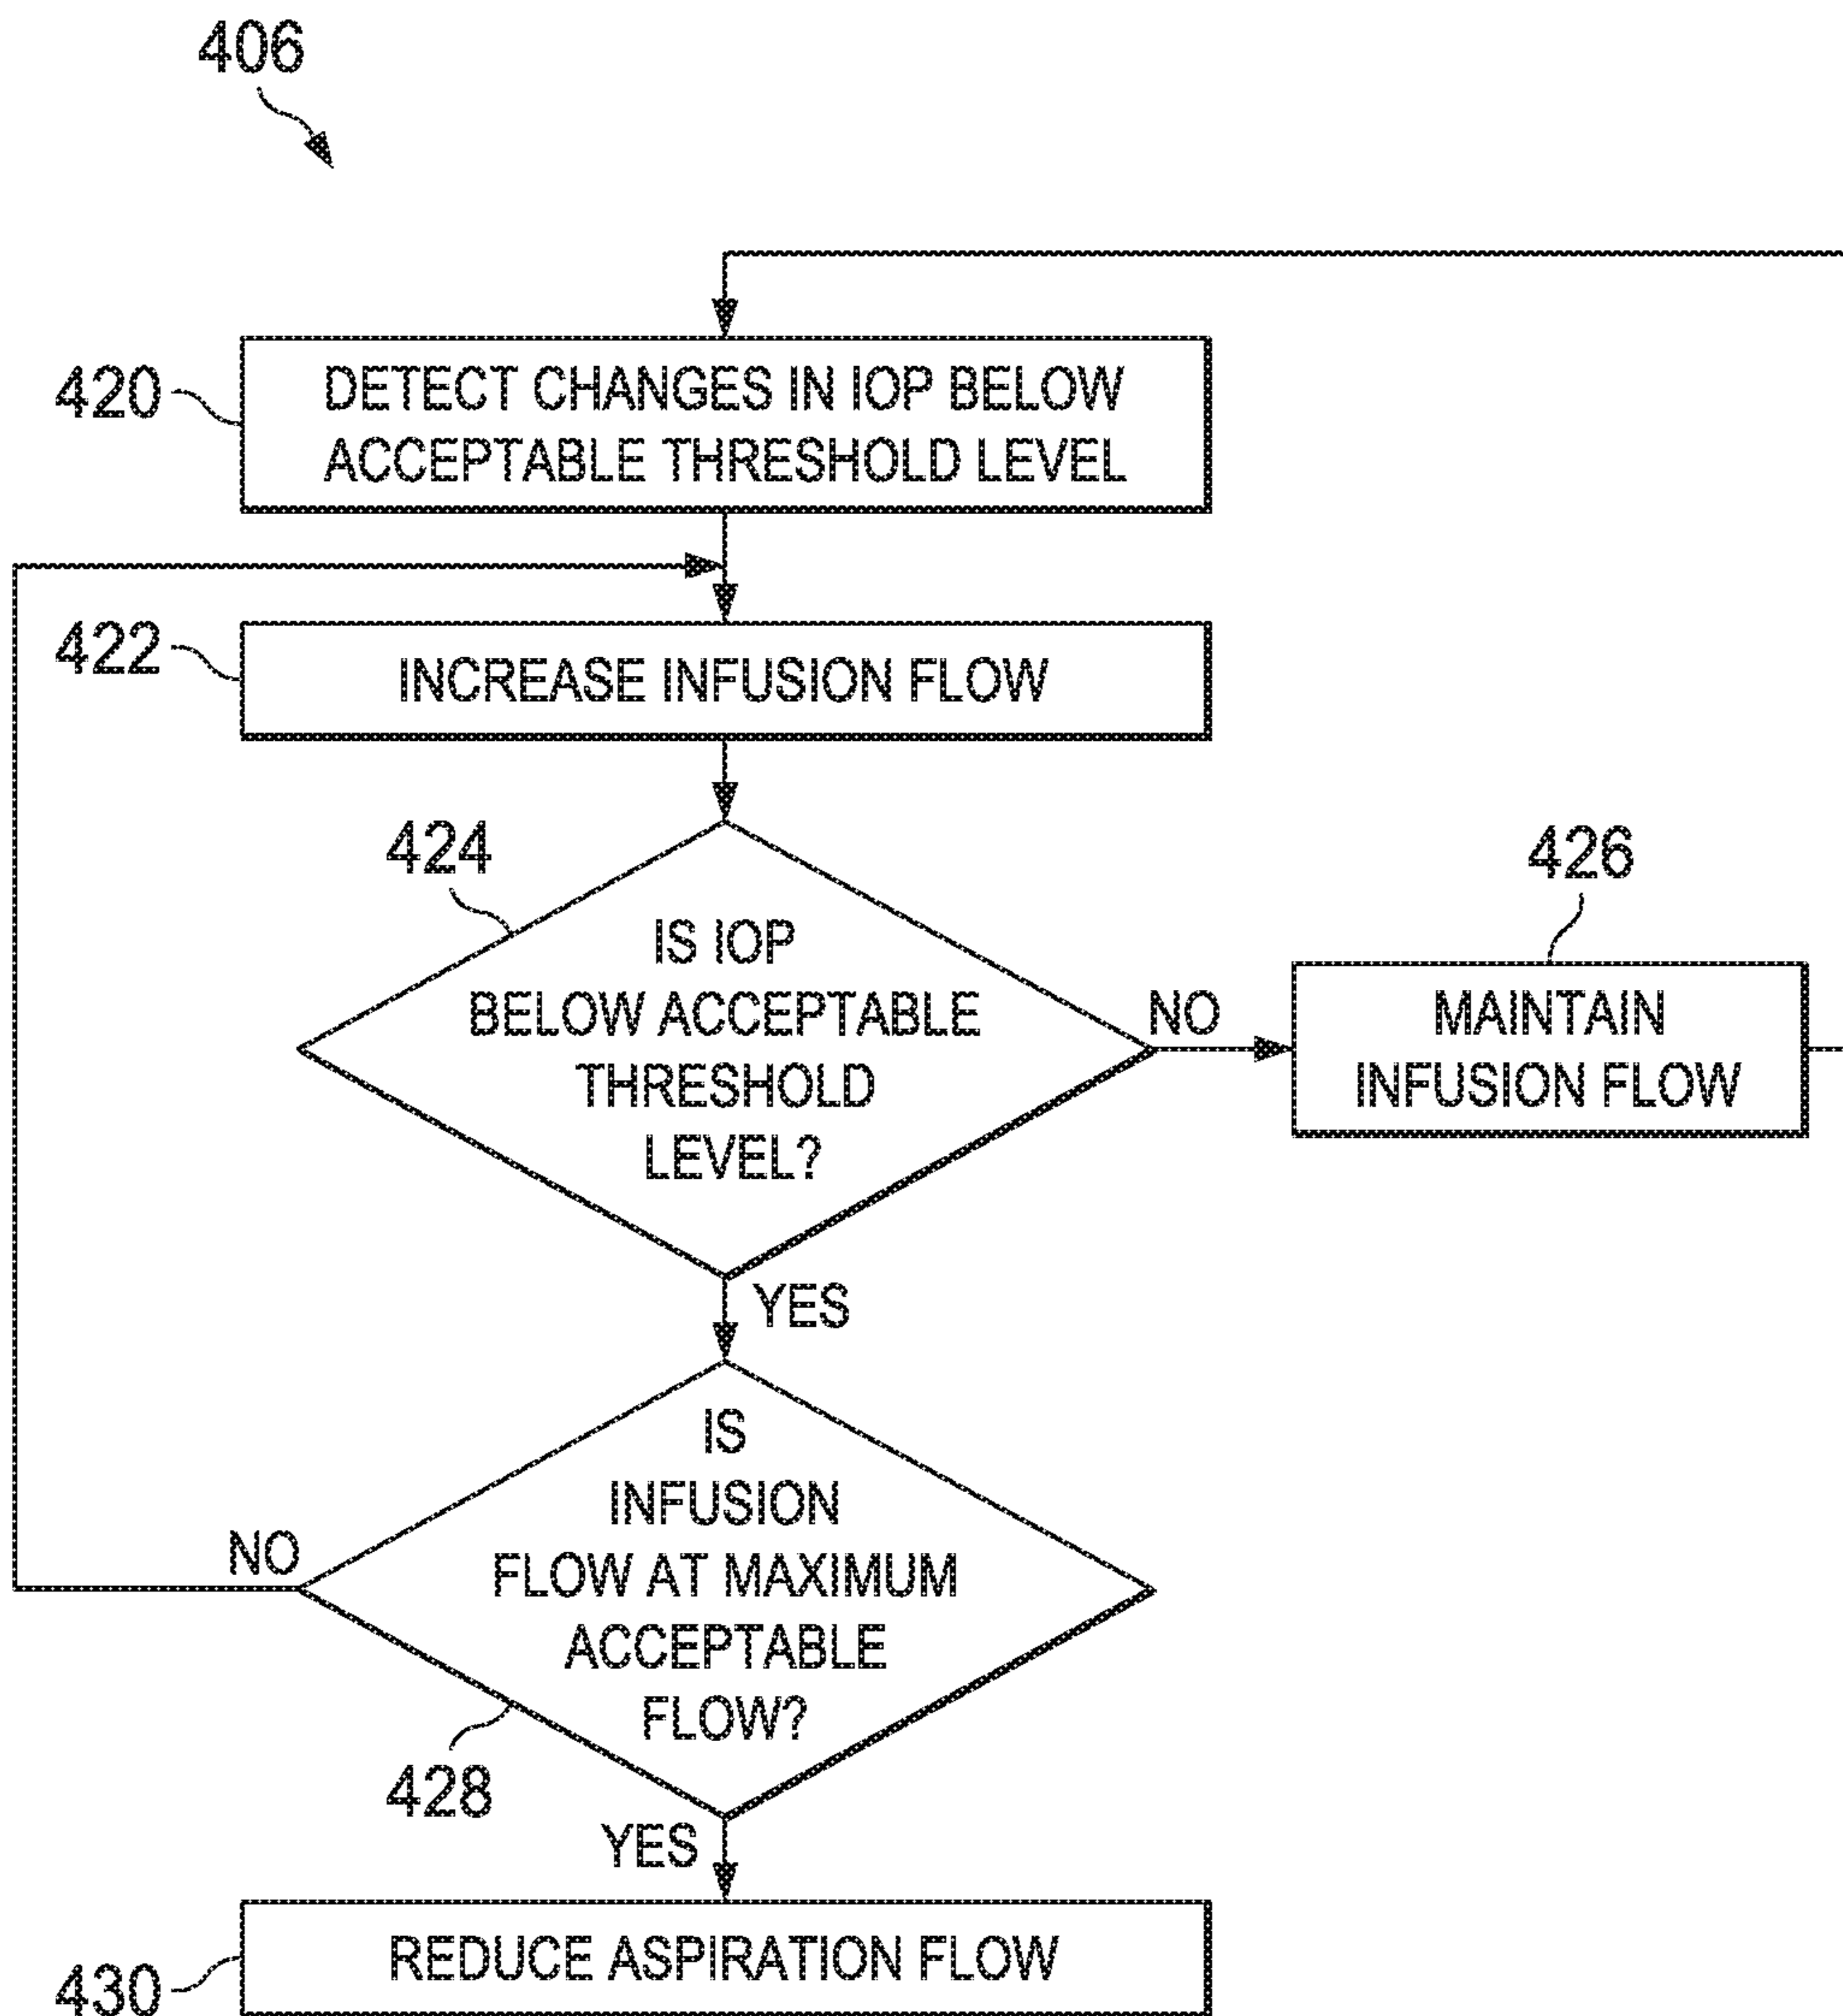 406
420
DETECT CHANGES IN IOP BELOW
ACCEPTABLE THRESHOLD LEVEL
422
INCREASE INFUSION FLOW
424
IS IOP
BELOW ACCEPTABLE
THRESHOLD
LEVEL?
NO
426
MAINTAIN
INFUSION FLOW
YES
IS
INFUSION
FLOW AT MAXIMUM
ACCEPTABLE
FLOW?
NO
428
YES
430
REDUCE ASPIRATION FLOW